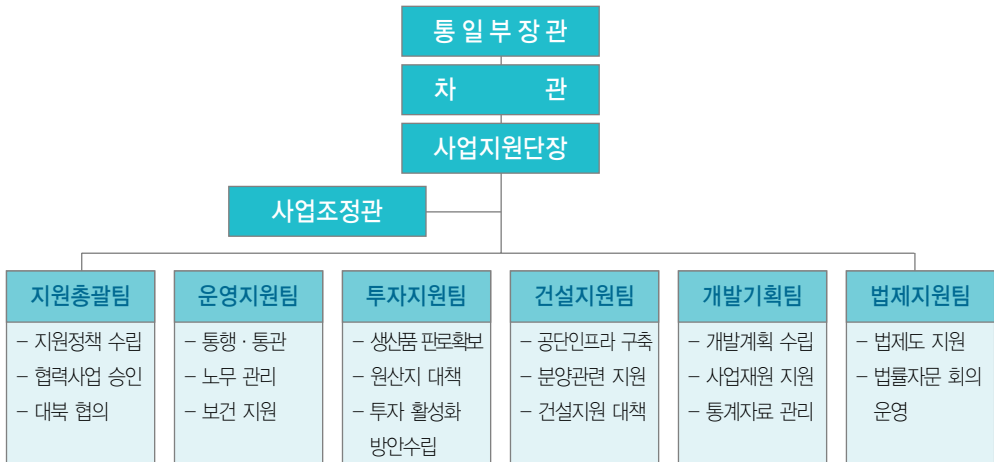 통일부장관
차 관
사업지원단장
사업조정관
지원총괄팀
- 지원정책 수립
- 협력사업 승인
- 대북 협의
운영지원팀
- 통행 · 통관
- 노무 관리
- 보건 지원
투자지원팀
- 생산품 판로확보
- 원산지 대책
- 투자 활성화
방안수립
건설지원팀
- 공단인프라 구축
- 분양관련 지원
- 건설지원 대책
개발기획팀
- 개발계획 수립
- 사업재원 지원
- 통계자료 관리
법제지원팀
- 법제도 지원
- 법률자문 회의
운영